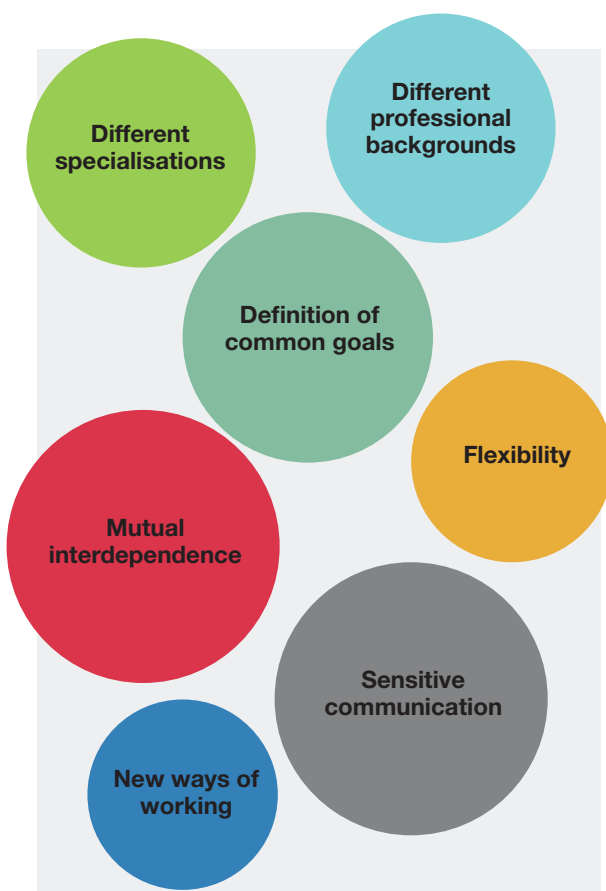 Different
specialisations
Different
professional
backgrounds
Definition of
common goals
Flexibility
Mutual
interdependence
Sensitive
communication
New ways of
working